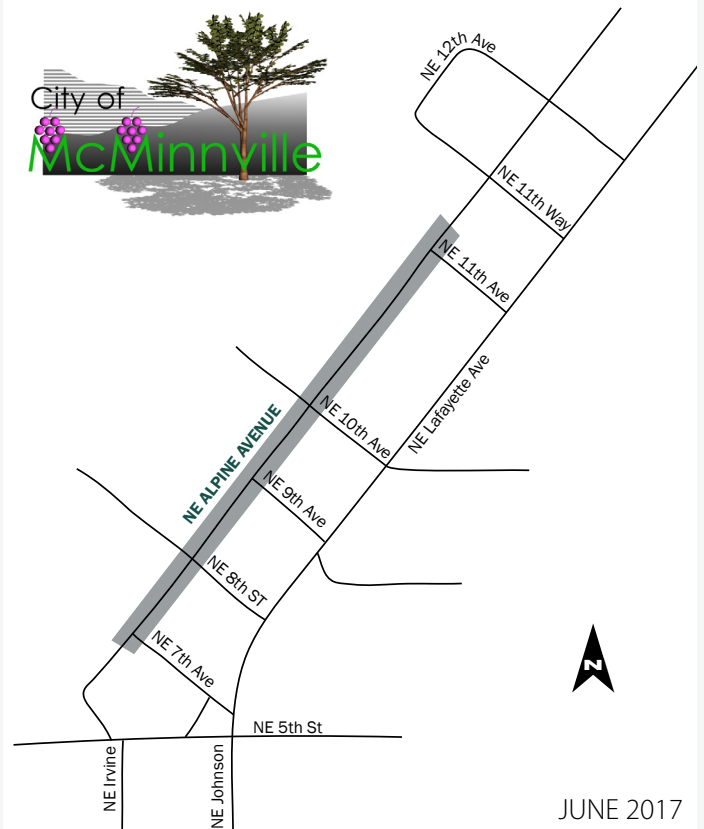 City of
McMinnville
NE 12th Ave
NE 11th Way
NE 11th Ave
NE Lafayette Ave
NE 10th Ave
NE ALPINE AVENUE
NE 9th Ave
NE 8th ST
NE 7th Ave
N
NE 5th St
NE Irvine
NE Johnson
JUNE 2017